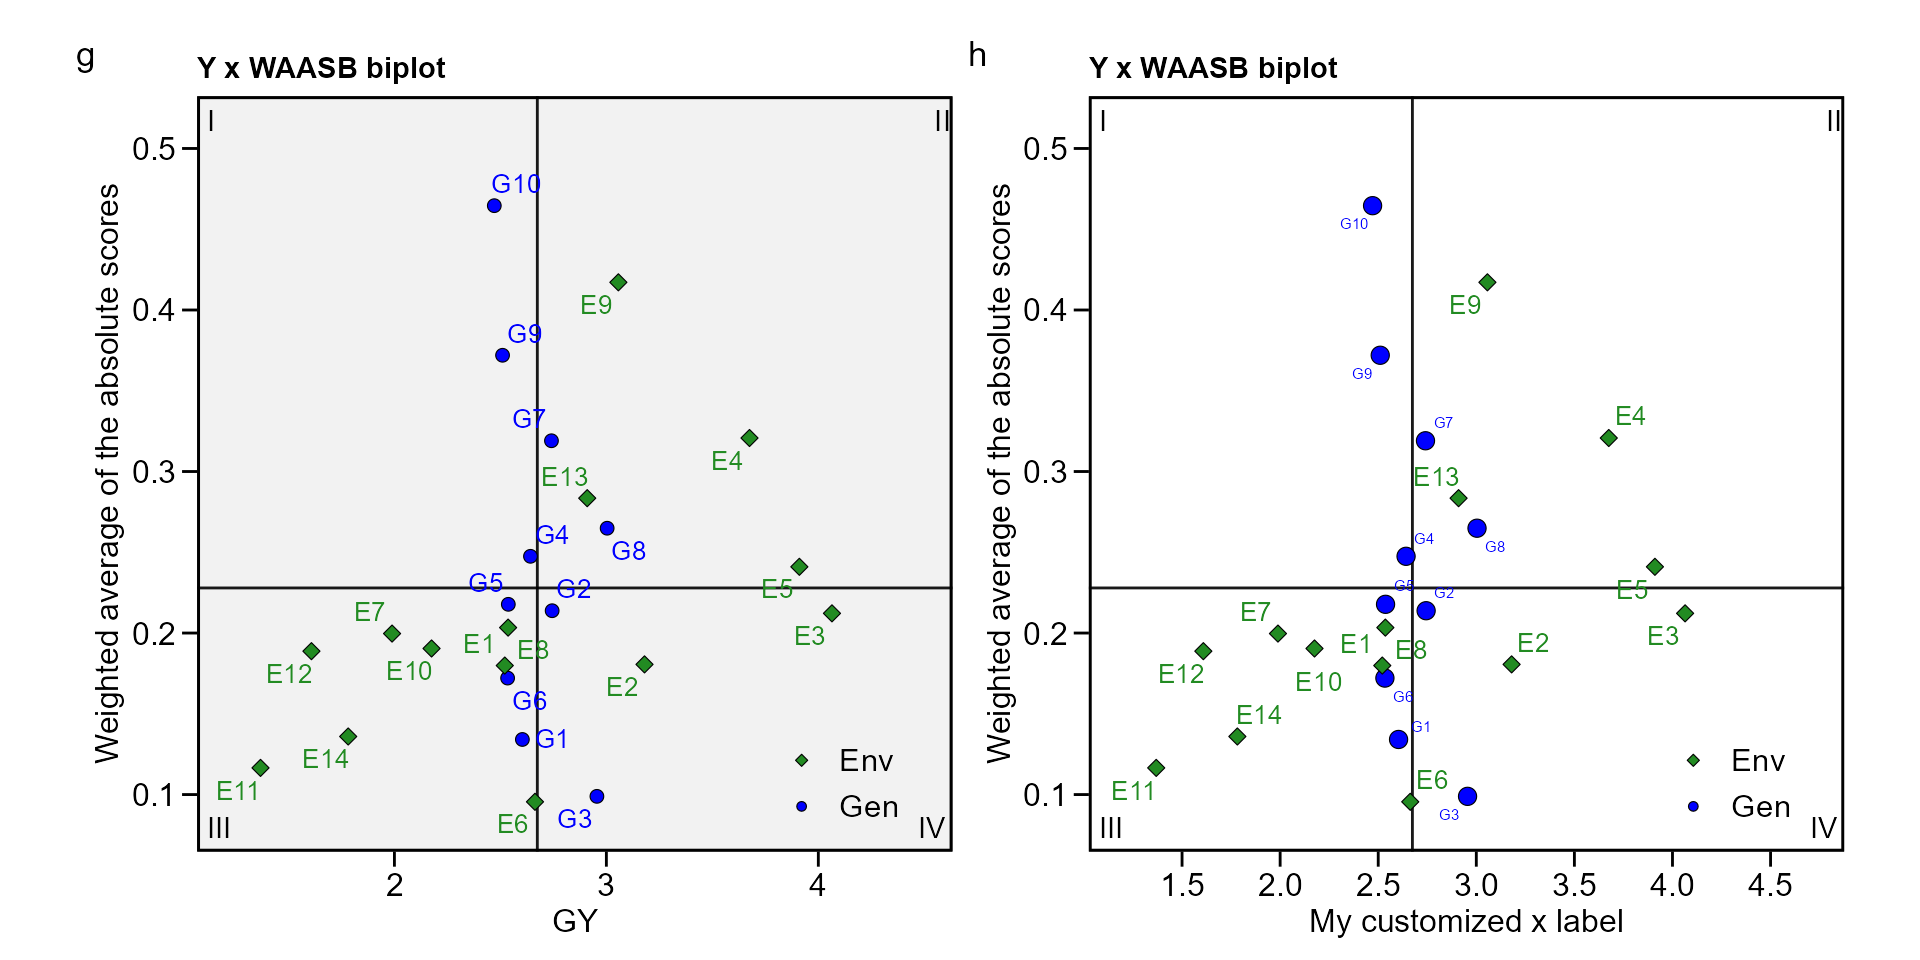 g
Y x WAASB biplot
I
II
0.5
0.4
0.3
0.2
0.1
Weighted average of the absolute scores
G10
E9
G9
G7
E4
E13
G4
G8
G5
G2
E5
E7
E3
E1
E8
E12
E10
E2
G6
G1
E14
E11
E6
G3
Env
Gen
III
IV
2
3
4
GY
h
Y x WAASB biplot
I
II
0.5
0.4
0.3
0.2
0.1
Weighted average of the absolute scores
G10
E9
G9
E4
G7
E13
G4
G8
G5
G2
E5
E7
E3
E1
E8
E2
E12
E10
G6
E14
G1
E11
E6
G3
Env
Gen
III
IV
1.5
2.0
2.5
3.0
3.5
4.0
4.5
My customized x label